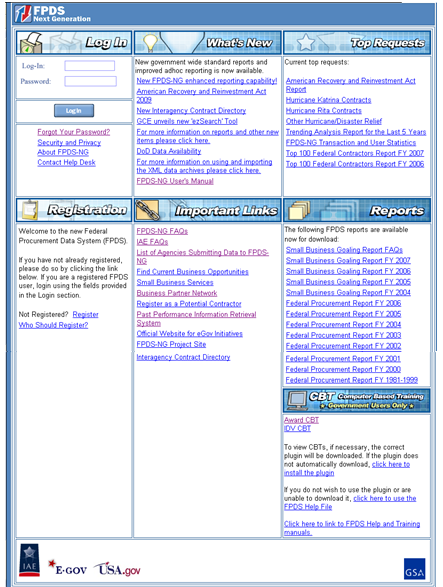 FPDS
Next Generation
Log In
Log-In:
Password:
Log In
Forgot Your Password?
Security and Privacy
About FPDS-NG
Contact Help Desk
What's New
New government wide standard reports and
improved adhoc reporting is now available.
New FPDS-NG enhanced reporting capability!
American Recovery and Reinvestment Act
2009
New Interagency Contract Directory
GCE unveils new 'ezSearch' Tool
For more information on reports and other new
items please click here.
DoD Data Availability
For more information on using and importing
the XML data archives please click here.
FPDS-NG User's Manual
Top Requests
Current top requests:
American Recovery and Reinvestment Act
Report
Hurricane Katrina Contracts
Hurricane Rita Contracts
Other Hurricane/Disaster Relief
Trending Analysis Report for the Last 5 Years
FPDS-NG Transaction and User Statistics
Top 100 Federal Contractors Report FY 2007
Top 100 Federal Contractors Report FY 2006
Registration
Welcome to the new Federal
Procurement Data System (FPDS).
If you have not already registered,
please do so by clicking the link
below. If you are a registered FPDS
user, login using the fields provided
in the Login section.
Not Registered? Register
Who Should Register?
Important Links
FPDS-NG FAQs
IAE FAQs
List of Agencies Submitting Data to FPDS-
NG
Find Current Business Opportunities
Small Business Services
Business Partner Network
Register as a Potential Contractor
Past Performance Information Retrieval
System
Official Website for eGov Initiatives
FPDS-NG Project Site
Interagency Contract Directory
Reports
The following FPDS reports are available
now for download:
Small Business Goaling Report FAQs
Small Business Goaling Report FY 2007
Small Business Goaling Report FY 2006
Small Business Goaling Report FY 2005
Small Business Goaling Report FY 2004
Federal Procurement Report FY 2006
Federal Procurement Report FY 2005
Federal Procurement Report FY 2004
Federal Procurement Report FY 2003
Federal Procurement Report FY 2002
Federal Procurement Report FY 2001
Federal Procurement Report FY 2000
Federal Procurement Report FY 1981-1999
CBT Computer Based Training
Government Users Only
Award CBT
IDV CBT
To view CBTs, if necessary, the correct
plugin will be downloaded. If the plugin does
not automatically download, click here to
install the plugin
If you do not wish to use the plugin or are
unable to download it, click here to use the
FPDS Help File
Click here to link to FPDS Help and Training
manuals.
IAE
E-GOV
USA.gov
GSA